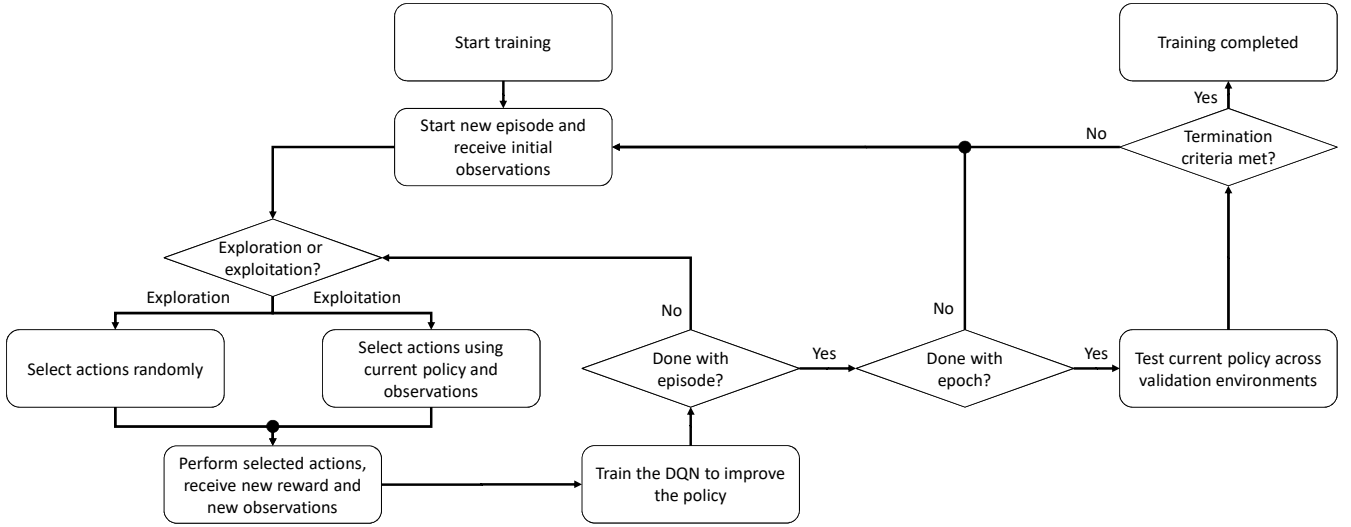 Start training
Training completed
Start new episode and
receive initial
observations
Yes
No
Termination
criteria met?
Exploration or
exploitation?
Exploration
Exploitation
Select actions randomly
Select actions using
current policy and
observations
No
Done with
episode?
Yes
No
Done with
epoch?
Yes
Test current policy across
validation environments
Perform selected actions,
receive new reward and
new observations
Train the DQN to improve
the policy